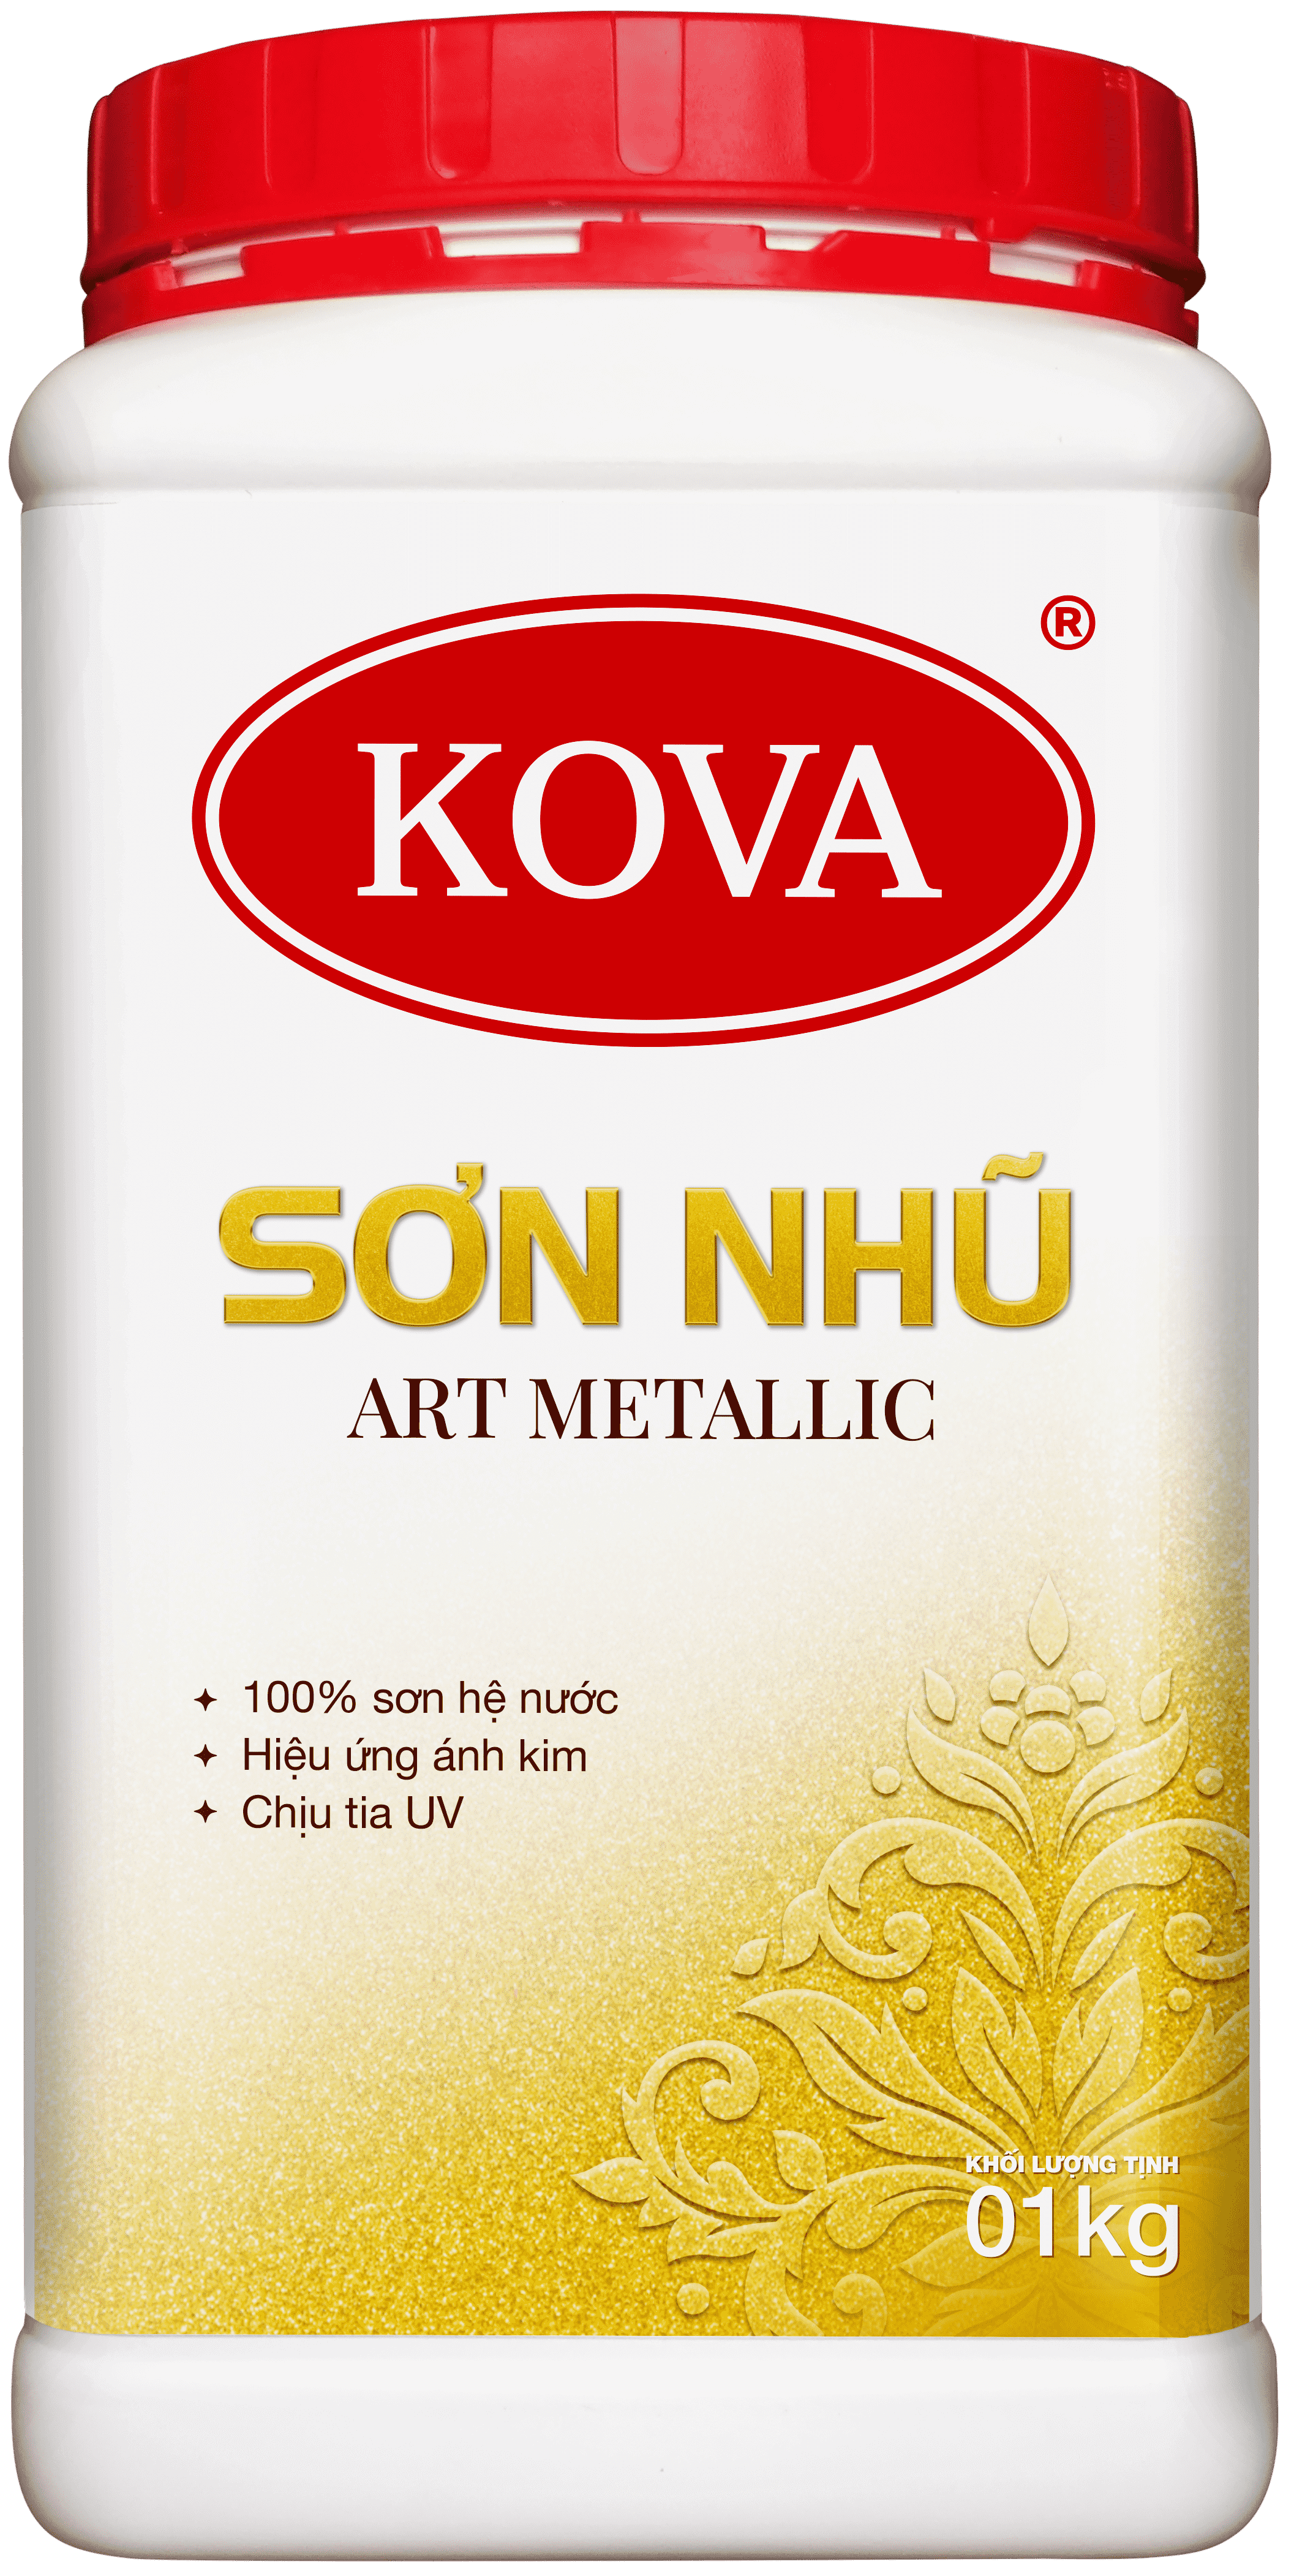 ®
KOVA
SƠN NHŨ
ART METALLIC
✦ 100% sơn hệ nước
✦ Hiệu ứng ánh kim
✦ Chịu tia UV
KHỐI LƯỢNG TỊNH
01kg